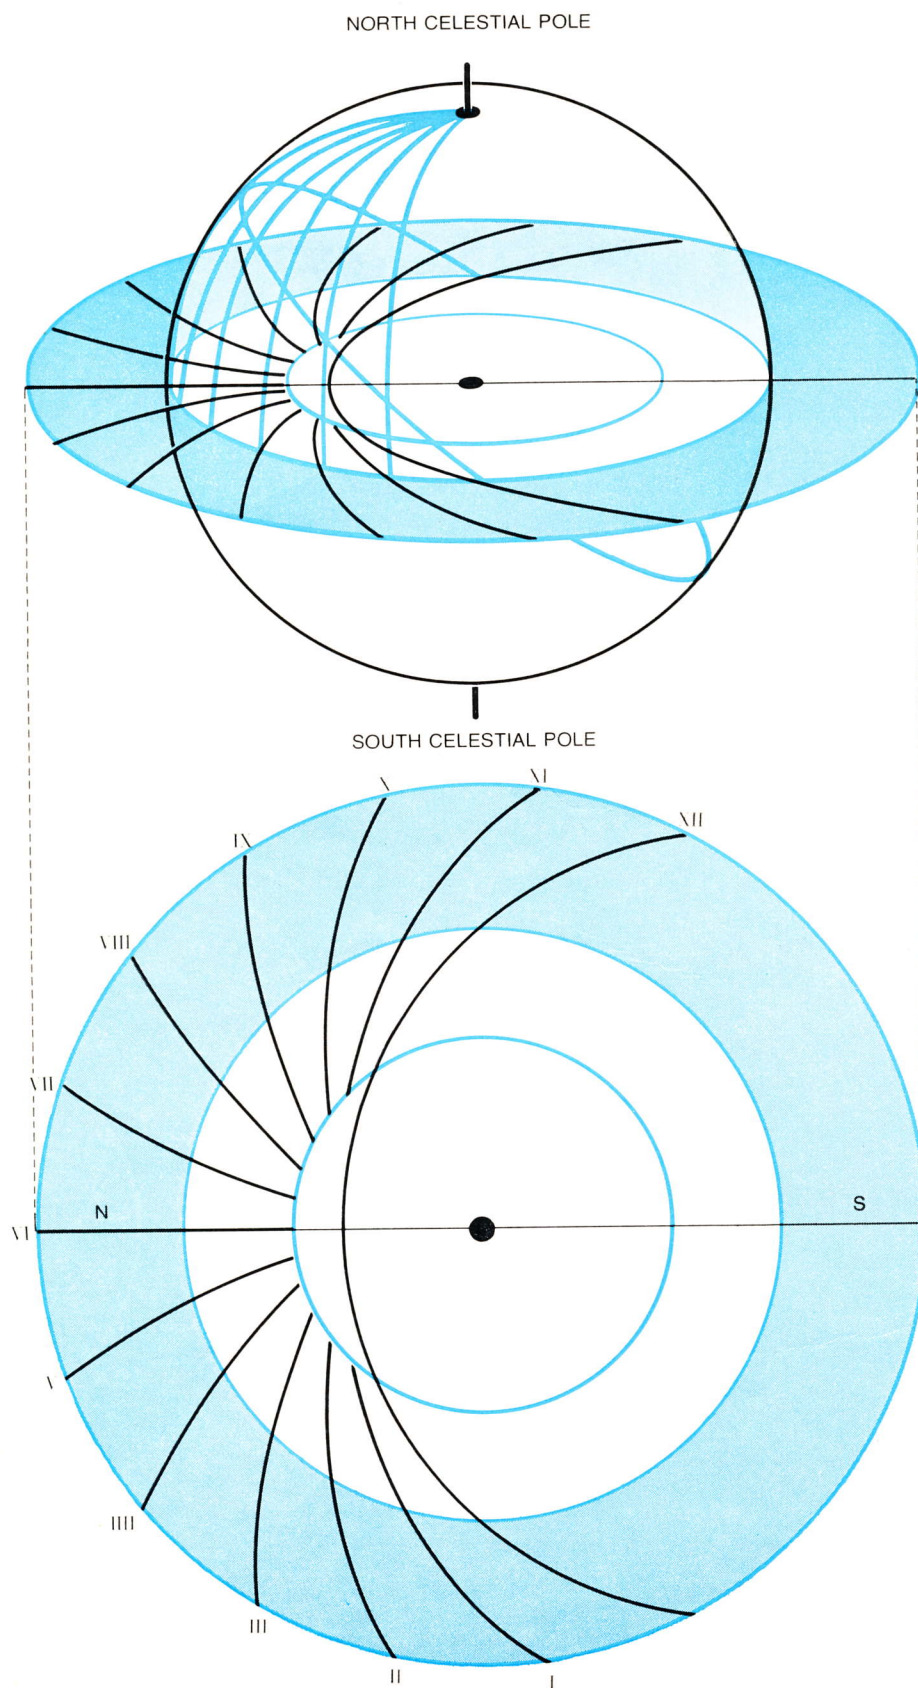 NORTH CELESTIAL POLE
SOUTH CELESTIAL POLE
X
XI
XII
IX
VIII
VII
N
S
VI
V
IIII
III
II
I